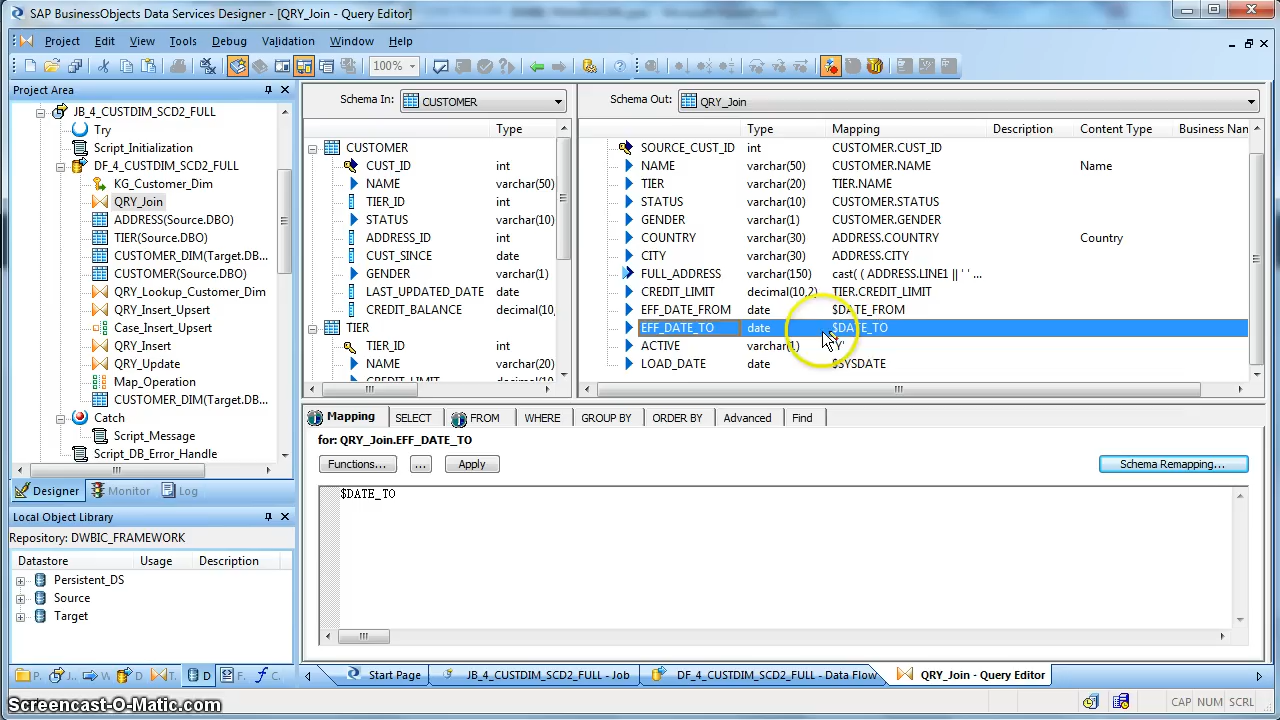 SAP BusinessObjects Data Services Designer - [QRY_Join - Query Editor]
Project Edit View Tools Debug Validation Window Help
100%
Project Area
JB_4_CUSTDIM_SCD2_FULL
Try
Script_Initialization
DF_4_CUSTDIM_SCD2_FULL
KG_Customer_Dim
QRY_Join
ADDRESS(Source.DBO)
TIER(Source.DBO)
CUSTOMER_DIM(Target.DB...
CUSTOMER(Source.DBO)
QRY_Lookup_Customer_Dim
QRY_Insert_Upsert
Case_Insert_Upsert
QRY_Insert
QRY_Update
Map_Operation
CUSTOMER_DIM(Target.DB...
Catch
Script_Message
Script_DB_Error_Handle
Designer Monitor Log
Local Object Library
Repository: DWBIC_FRAMEWORK
Datastore Usage Description
Persistent_DS
Source
Target
P. J. W. D. T. D F. C.
Schema In: CUSTOMER
Type
CUSTOMER
CUST_ID int
NAME varchar(50)
TIER_ID int
STATUS varchar(10)
ADDRESS_ID int
CUST_SINCE date
GENDER varchar(1)
LAST_UPDATED_DATE date
CREDIT_BALANCE decimal(10,
TIER
TIER_ID int
NAME varchar(20)
CREDIT_LIMIT decimal(10
Schema Out: QRY_Join
Type Mapping Description Content Type Business Nam
SOURCE_CUST_ID int CUSTOMER.CUST_ID
NAME varchar(50) CUSTOMER.NAME Name
TIER varchar(20) TIER.NAME
STATUS varchar(10) CUSTOMER.STATUS
GENDER varchar(1) CUSTOMER.GENDER
COUNTRY varchar(30) ADDRESS.COUNTRY Country
CITY varchar(30) ADDRESS.CITY
FULL_ADDRESS varchar(150) cast( ( ADDRESS.LINE1 || ' ' ...
CREDIT_LIMIT decimal(10,2) TIER.CREDIT_LIMIT
EFF_DATE_FROM date $DATE_FROM
EFF_DATE_TO date $DATE_TO
ACTIVE varchar(1) 'Y'
LOAD_DATE date $SYSDATE
Mapping SELECT FROM WHERE GROUP BY ORDER BY Advanced Find
for: QRY_Join.EFF_DATE_TO
Functions... ... Apply Schema Remapping...
$DATE_TO
Start Page JB_4_CUSTDIM_SCD2_FULL - Job DF_4_CUSTDIM_SCD2_FULL - Data Flow QRY_Join - Query Editor
CAP NUM SCRL
Screencast-O-Matic.com